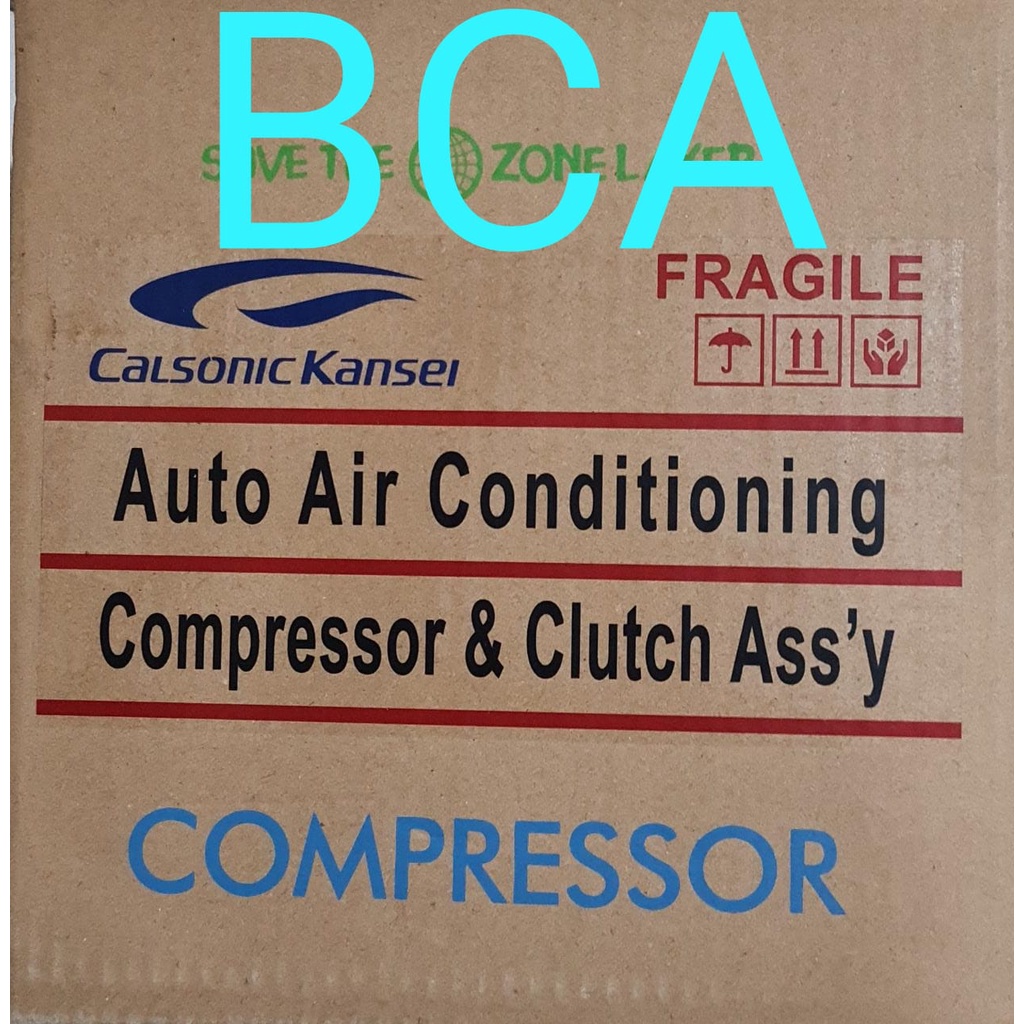 BCA
ZONE
FRAGILE
CALSONIC KANSEI
Auto Air Conditioning
Compressor & Clutch Ass'y
COMPRESSOR